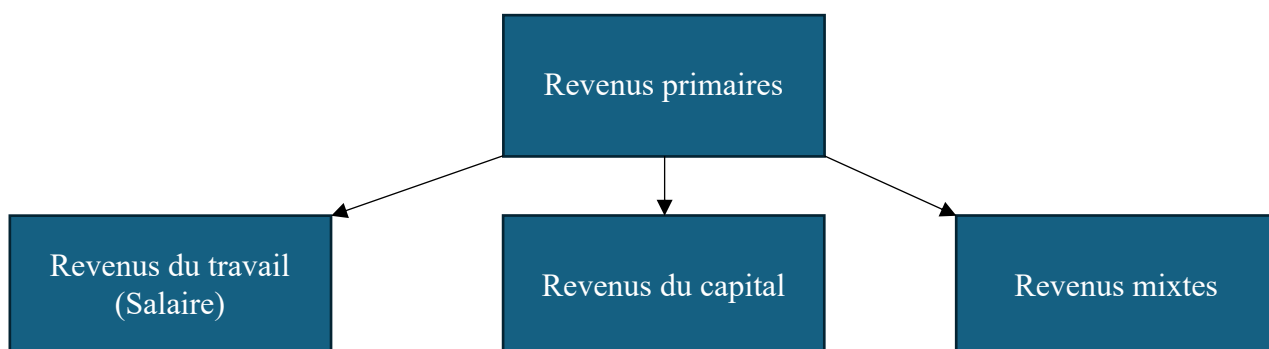 Revenus primaires
Revenus du travail
(Salaire)
Revenus du capital
Revenus mixtes